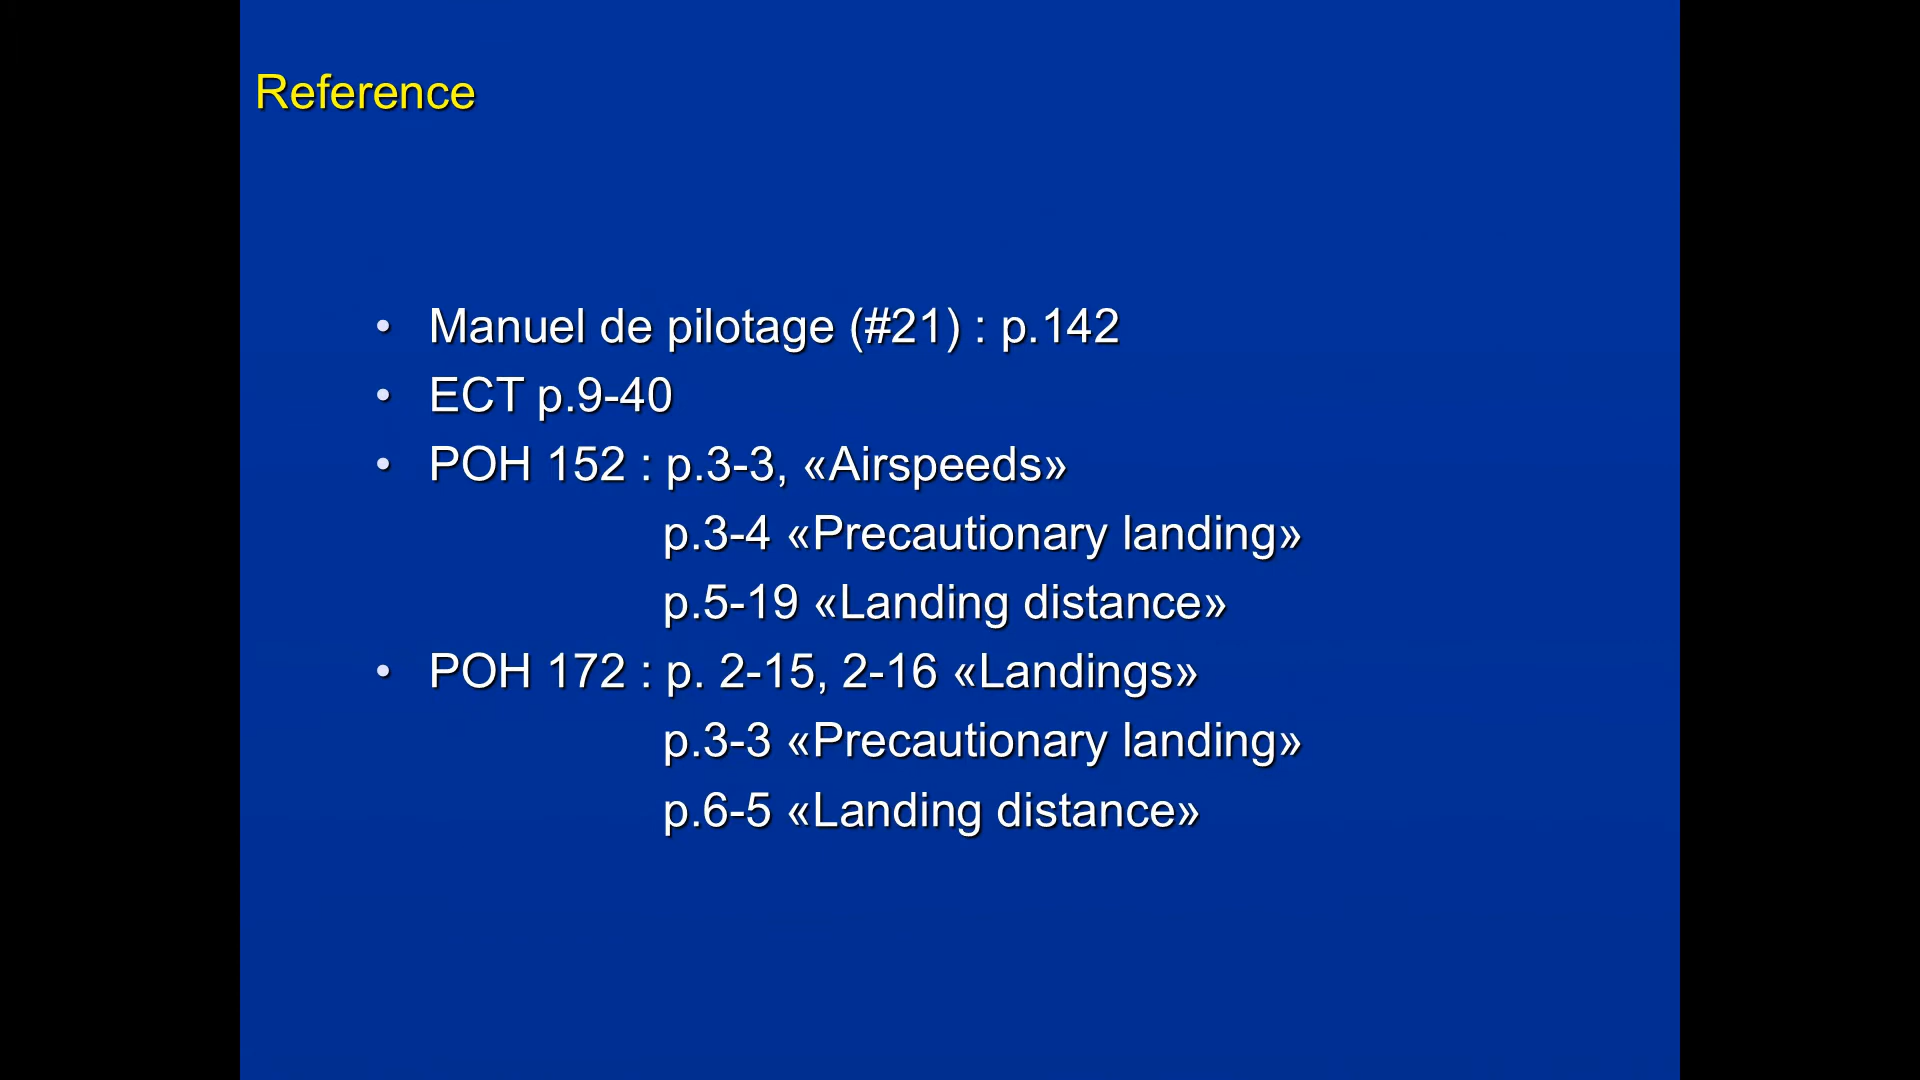 Reference
• Manuel de pilotage (#21) : p.142
• ECT p.9-40
• POH 152 : p.3-3, «Airspeeds»
p.3-4 «Precautionary landing»
p.5-19 «Landing distance»
• POH 172 : p. 2-15, 2-16 «Landings»
p.3-3 «Precautionary landing»
p.6-5 «Landing distance»